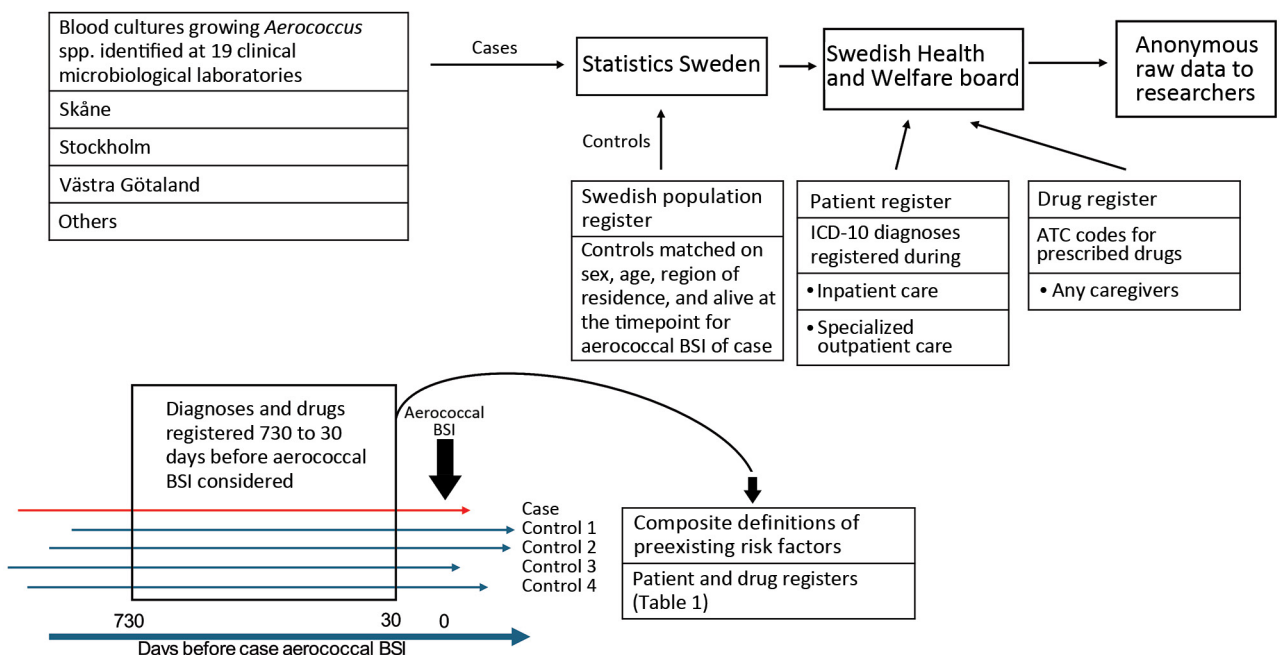 Blood cultures growing Aerococcus
spp. identified at 19 clinical
microbiological laboratories
Skåne
Stockholm
Västra Götaland
Others
Cases
Statistics Sweden
Swedish Health
and Welfare board
Anonymous
raw data to
researchers
Controls
Swedish population
register
Controls matched on
sex, age, region of
residence, and alive at
the timepoint for
aerococcal BSI of case
Patient register
ICD-10 diagnoses
registered during
• Inpatient care
• Specialized
outpatient care
Drug register
ATC codes for
prescribed drugs
• Any caregivers
Diagnoses and drugs
registered 730 to 30
days before aerococcal
BSI considered
Aerococcal
BSI
Case
Control 1
Control 2
Control 3
Control 4
730
30
0
Days before case aerococcal BSI
Composite definitions of
preexisting risk factors
Patient and drug registers
(Table 1)